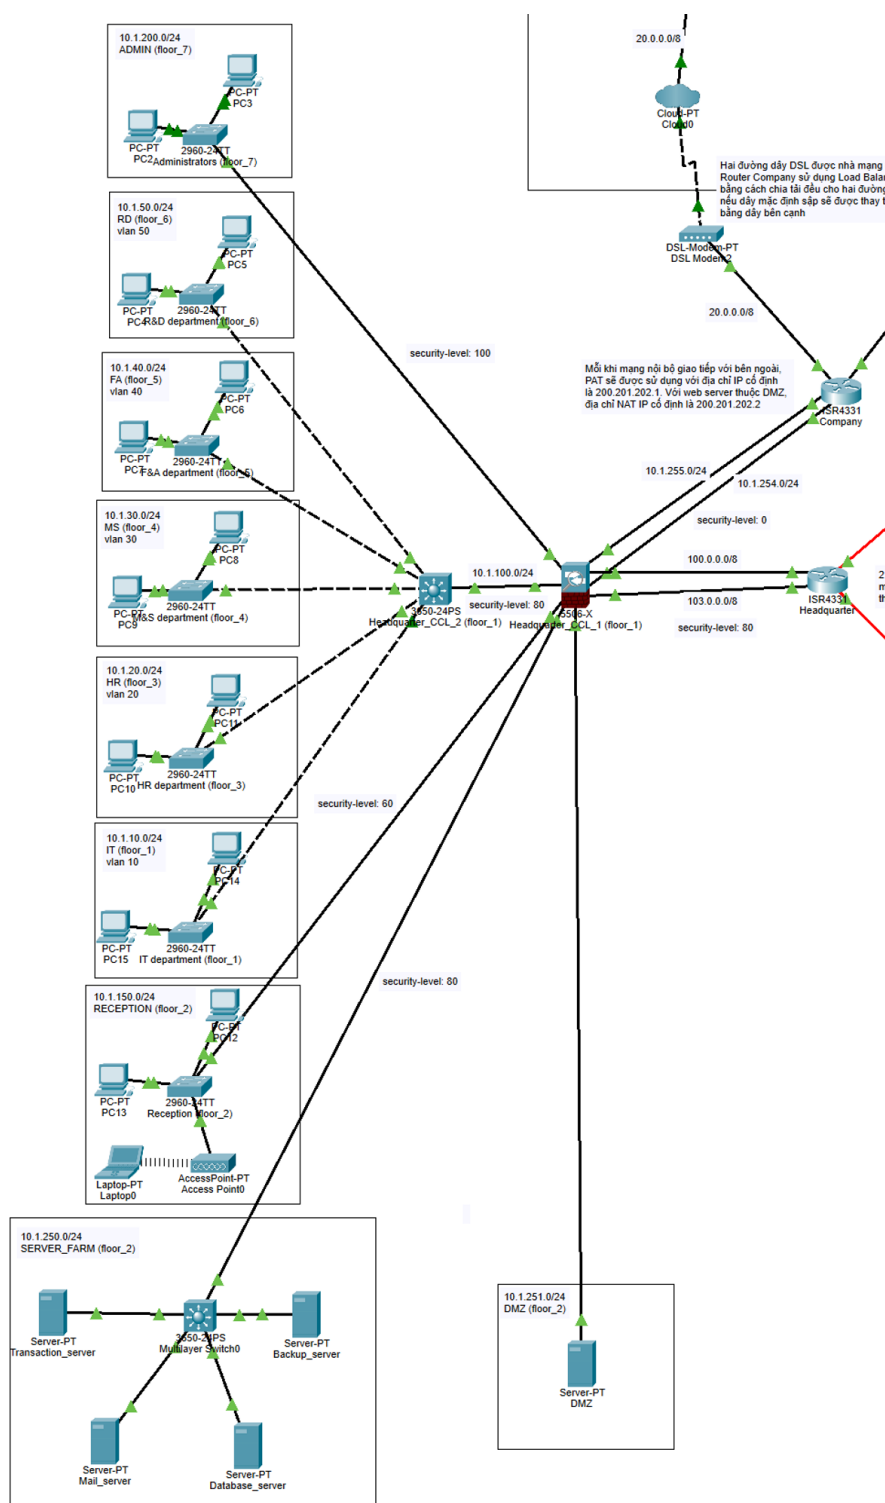 10.1.200.0/24
ADMIN (floor_7)
PC-PT
PC3
PC-PT
PC2
2960-24TT
Administrators (floor_7)
10.1.50.0/24
RD (floor_6)
vlan 50
PC-PT
PC5
PC-PT
PC4
2960-24TT
R&D department (floor_6)
10.1.40.0/24
FA (floor_5)
vlan 40
PC-PT
PC6
PC-PT
PC7
2960-24TT
F&A department (floor_5)
10.1.30.0/24
MS (floor_4)
vlan 30
PC-PT
PC8
PC-PT
PC9
2960-24TT
M&S department (floor_4)
10.1.20.0/24
HR (floor_3)
vlan 20
PC-PT
PC11
PC-PT
PC10
2960-24TT
HR department (floor_3)
10.1.10.0/24
IT (floor_1)
vlan 10
PC-PT
PC14
PC-PT
PC15
2960-24TT
IT department (floor_1)
10.1.150.0/24
RECEPTION (floor_2)
PC-PT
PC12
PC-PT
PC13
2960-24TT
Reception (floor_2)
Laptop-PT
Laptop0
AccessPoint-PT
Access Point0
10.1.250.0/24
SERVER_FARM (floor_2)
Server-PT
Transaction_server
3650-24PS
Multilayer Switch0
Server-PT
Backup_server
Server-PT
Mail_server
Server-PT
Database_server
20.0.0.0/8
Cloud-PT
Cloud0
Hai đường dây DSL được nhà mạng
Router Company sử dụng Load Balan
bằng cách chia tải đều cho hai đường
nếu dây mặc định sập sẽ được thay t
bằng dây bên cạnh
DSL-Modem-PT
DSL Modem2
20.0.0.0/8
security-level: 100
Mỗi khi mạng nội bộ giao tiếp với bên ngoài,
PAT sẽ được sử dụng với địa chỉ IP cố định
là 200.201.202.1. Với web server thuộc DMZ,
địa chỉ NAT IP cố định là 200.201.202.2
ISR4331
Company
10.1.255.0/24
10.1.254.0/24
security-level: 0
10.1.100.0/24
security-level: 80
3650-24PS
Headquarter_CCL_2 (floor_1)
5506-X
Headquarter_CCL_1 (floor_1)
100.0.0.0/8
103.0.0.0/8
security-level: 80
ISR4331
Headquarter
2
m
th
security-level: 60
security-level: 80
10.1.251.0/24
DMZ (floor_2)
Server-PT
DMZ